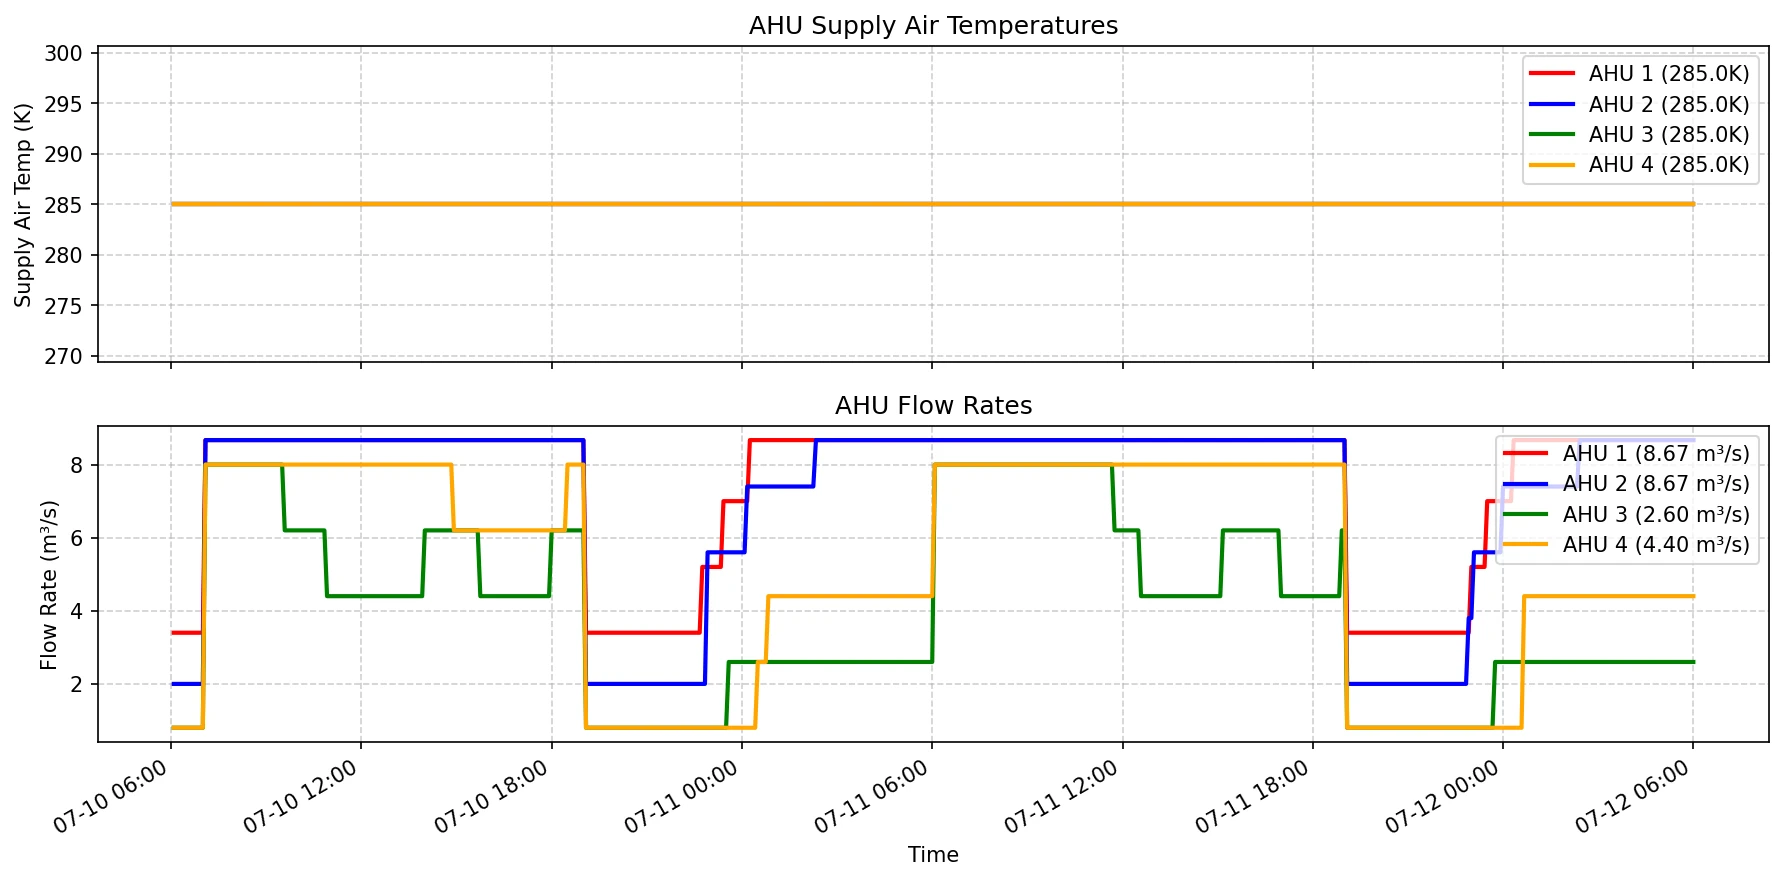 AHU Supply Air Temperatures
Supply Air Temp (K)
300
295
290
285
280
275
270
AHU 1 (285.0K)
AHU 2 (285.0K)
AHU 3 (285.0K)
AHU 4 (285.0K)
AHU Flow Rates
Flow Rate (m³/s)
8
6
4
2
AHU 1 (8.67 m³/s)
AHU 2 (8.67 m³/s)
AHU 3 (2.60 m³/s)
AHU 4 (4.40 m³/s)
07-10 06:00
07-10 12:00
07-10 18:00
07-11 00:00
07-11 06:00
07-11 12:00
07-11 18:00
07-12 00:00
07-12 06:00
Time